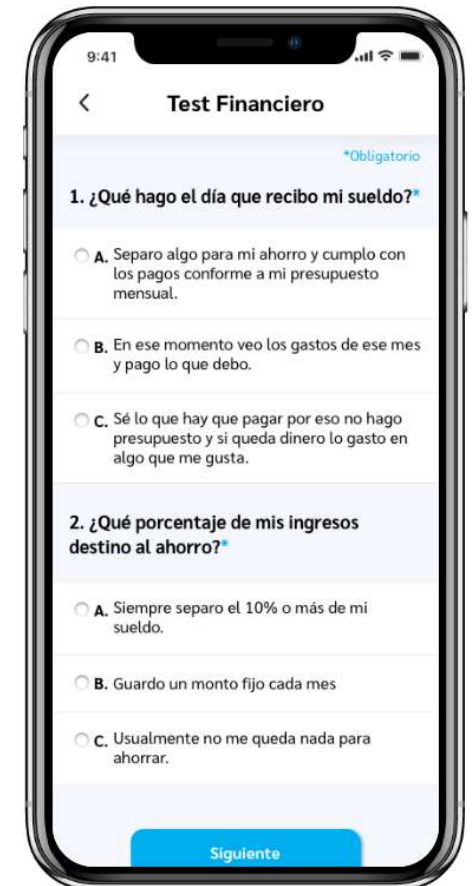 9:41
Test Financiero
*Obligatorio
1. ¿Qué hago el día que recibo mi sueldo?*
A. Separo algo para mi ahorro y cumplo con
los pagos conforme a mi presupuesto
mensual.
B. En ese momento veo los gastos de ese mes
y pago lo que debo.
C. Sé lo que hay que pagar por eso no hago
presupuesto y si queda dinero lo gasto en
algo que me gusta.
2. ¿Qué porcentaje de mis ingresos
destino al ahorro?*
A. Siempre separo el 10% o más de mi
sueldo.
B. Guardo un monto fijo cada mes
C. Usualmente no me queda nada para
ahorrar.
Siguiente